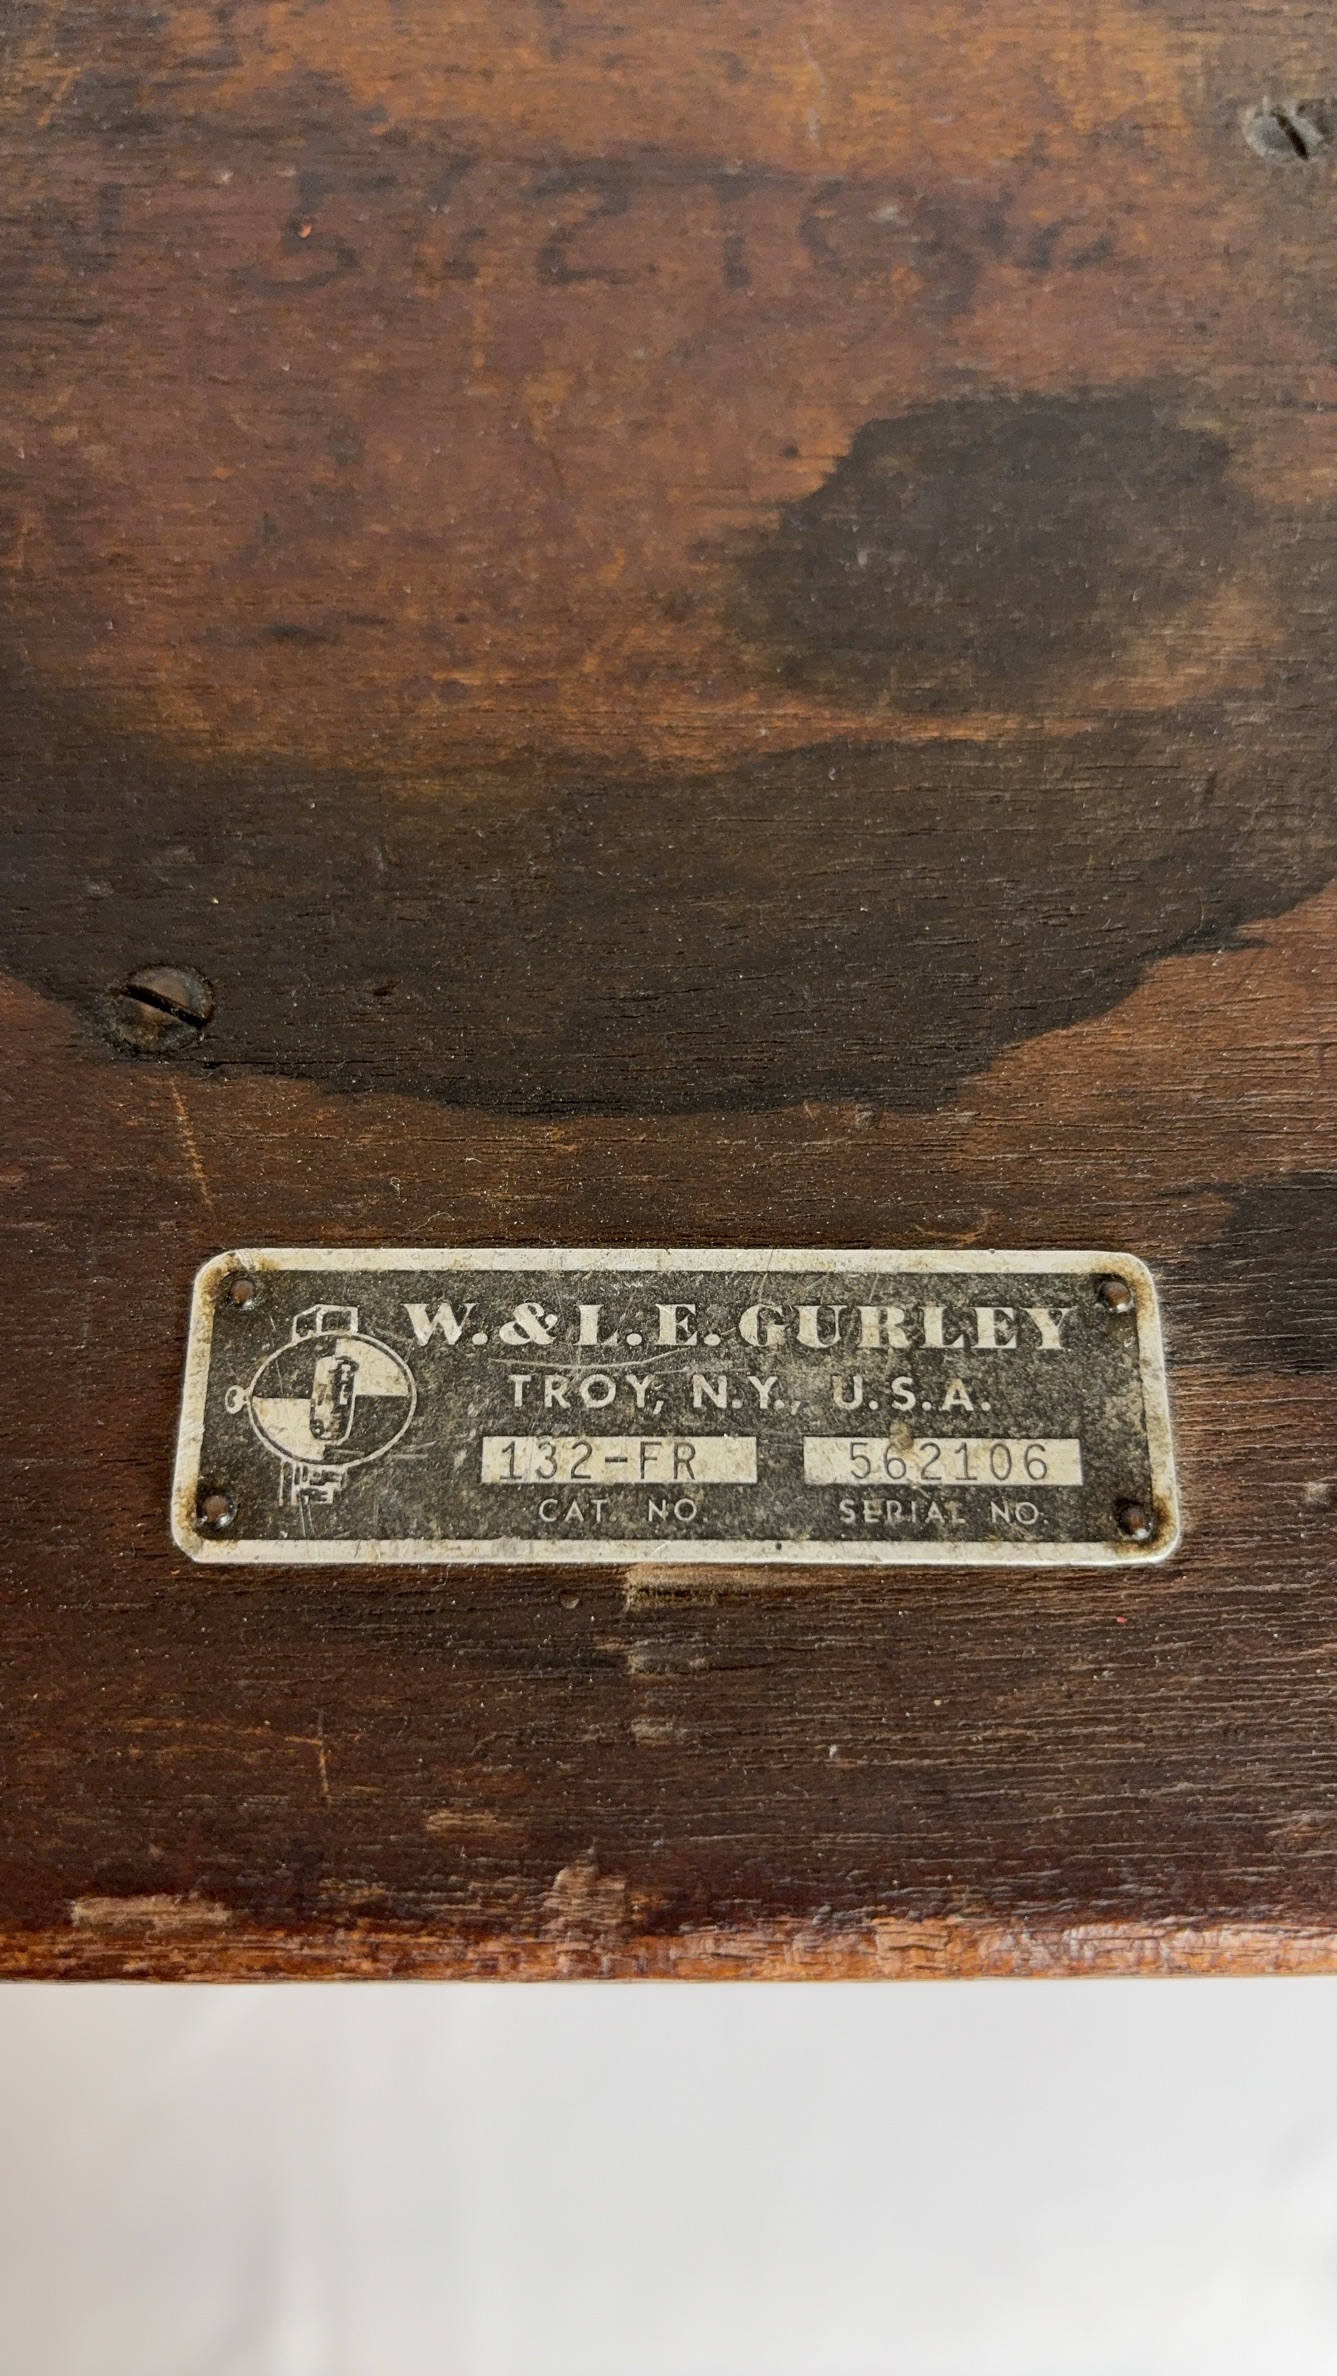 W. & L. E. GURLEY
TROY, N.Y., U.S.A.
132-FR 562106
CAT. NO. SERIAL NO.